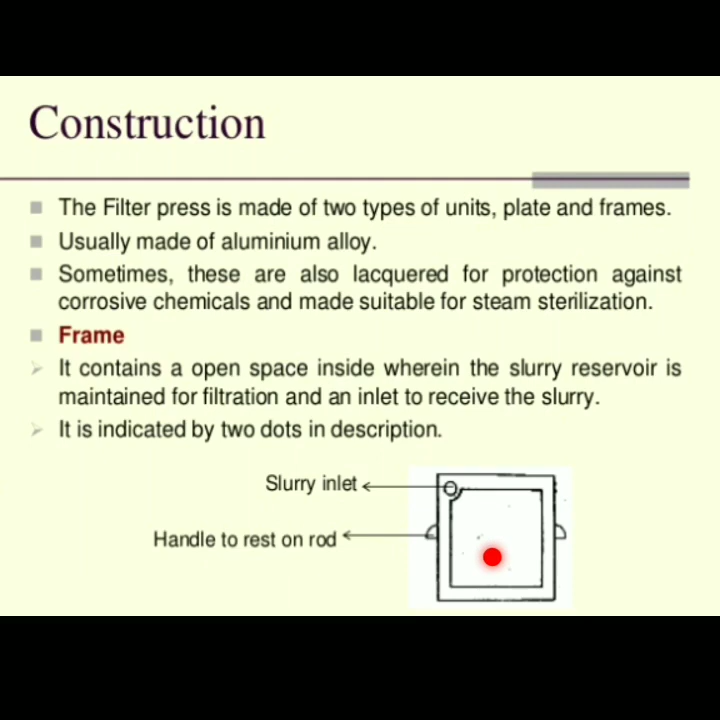 Construction
The Filter press is made of two types of units, plate and frames.
Usually made of aluminium alloy.
Sometimes, these are also lacquered for protection against
corrosive chemicals and made suitable for steam sterilization.
Frame
It contains a open space inside wherein the slurry reservoir is
maintained for filtration and an inlet to receive the slurry.
It is indicated by two dots in description.
Slurry inlet
Handle to rest on rod